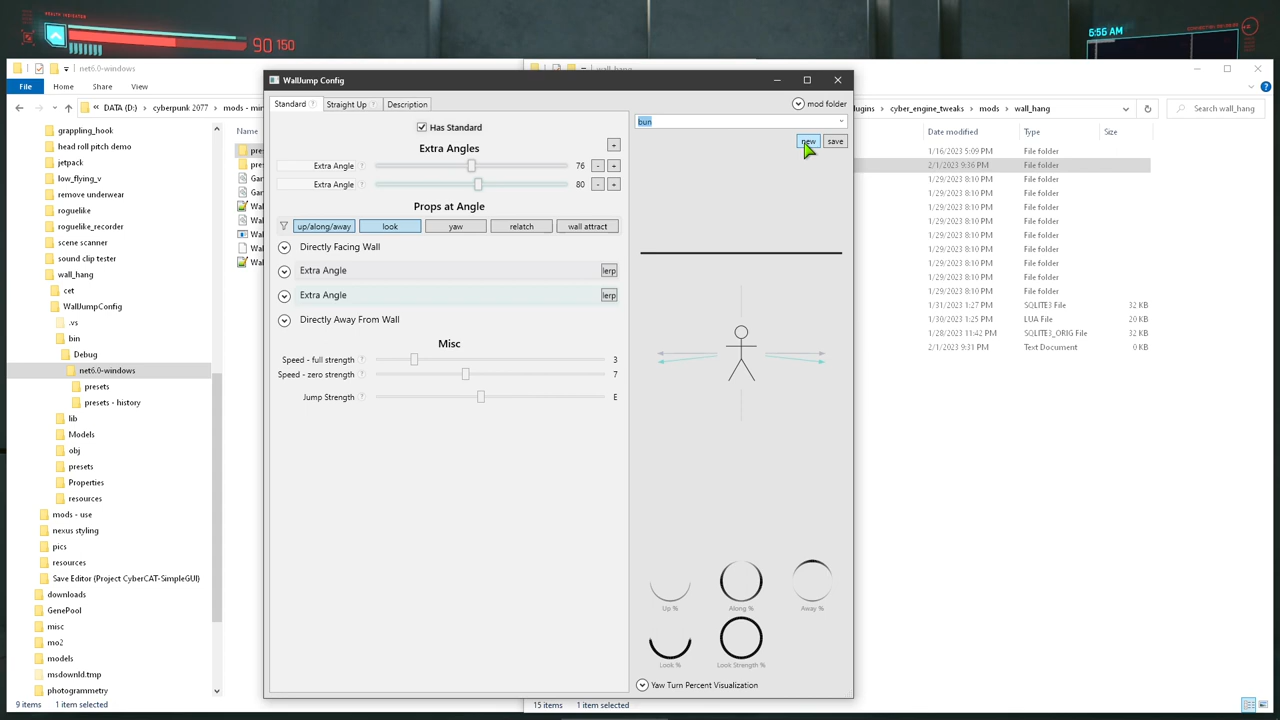 90 150
5:56 AM
net6.0-windows
File
Home
Share
View
DATA (D:)
cyberpunk 2077
grappling_hook
head roll pitch demo
jetpack
low_flying_v
remove underwear
roguelike
roguelike_recorder
scene scanner
sound clip tester
wall_hang
cet
WallJumpConfig
.vs
bin
Debug
net6.0-windows
presets
presets - history
lib
Models
obj
presets
Properties
resources
mods - use
nexus styling
pics
resources
Save Editor (Project CyberCAT-SimpleGUI)
downloads
GenePool
misc
mo2
models
msdownld.tmp
photogrammetry
9 items
1 item selected
WallJump Config
Standard ?
Straight Up ?
Description
Has Standard
Extra Angles
+
Extra Angle ? 76 - +
Extra Angle ? 80 - +
Props at Angle
up/along/away
look
yaw
relatch
wall attract
Directly Facing Wall
Extra Angle lerp
Extra Angle lerp
Directly Away From Wall
Misc
Speed - full strength ? 3
Speed - zero strength ? 7
Jump Strength ? E
mod folder
bun
new
save
Up %
Along %
Away %
Look %
Look Strength %
Yaw Turn Percent Visualization
wall_hang
cyber_engine_tweaks
mods
wall_hang
Search wall_hang
Date modified
Type
Size
1/16/2023 5:09 PM File folder
2/1/2023 9:36 PM File folder
1/29/2023 8:10 PM File folder
1/29/2023 8:10 PM File folder
1/29/2023 8:10 PM File folder
1/29/2023 8:10 PM File folder
1/29/2023 8:10 PM File folder
1/29/2023 8:10 PM File folder
1/29/2023 8:10 PM File folder
1/29/2023 8:10 PM File folder
1/29/2023 8:10 PM File folder
1/31/2023 1:27 PM SQLITE3 File 32 KB
1/30/2023 1:25 PM LUA File 20 KB
1/28/2023 11:42 PM SQLITE3_ORIG File 32 KB
2/1/2023 9:31 PM Text Document 0 KB
15 items
1 item selected